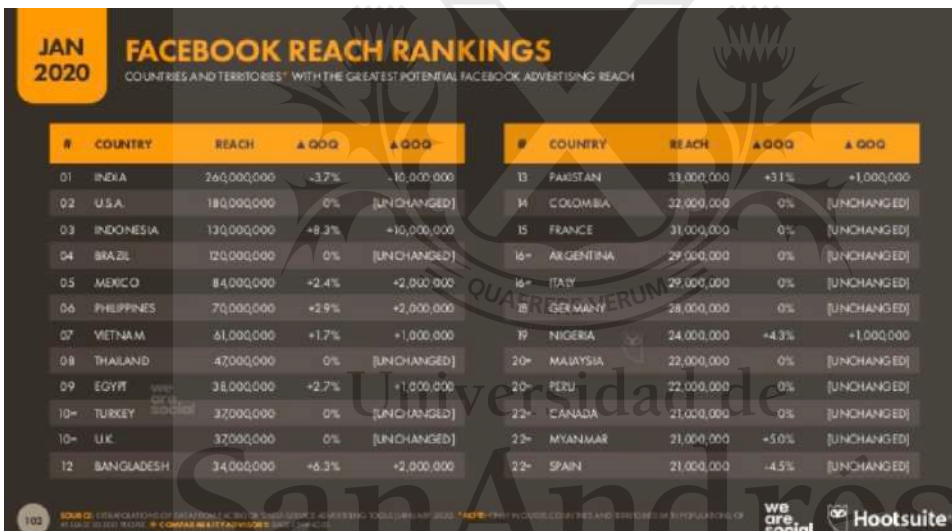 JAN
2020
FACEBOOK REACH RANKINGS
COUNTRIES AND TERRITORIES* WITH THE GREATEST POTENTIAL FACEBOOK ADVERTISING REACH
# COUNTRY REACH ▲ QOQ ▲ QOQ
01 INDIA 260,000,000 -3.7% -10,000,000
02 U.S.A. 180,000,000 0% [UNCHANGED]
03 INDONESIA 130,000,000 +8.3% +10,000,000
04 BRAZIL 120,000,000 0% [UNCHANGED]
05 MEXICO 84,000,000 +2.4% +2,000,000
06 PHILIPPINES 70,000,000 +2.9% +2,000,000
07 VIETNAM 61,000,000 +1.7% +1,000,000
08 THAILAND 47,000,000 0% [UNCHANGED]
09 EGYPT 38,000,000 +2.7% +1,000,000
10= TURKEY 37,000,000 0% [UNCHANGED]
10= U.K. 37,000,000 0% [UNCHANGED]
12 BANGLADESH 34,000,000 +6.3% +2,000,000
# COUNTRY REACH ▲ QOQ ▲ QOQ
13 PAKISTAN 33,000,000 +3.1% +1,000,000
14 COLOMBIA 32,000,000 0% [UNCHANGED]
15 FRANCE 31,000,000 0% [UNCHANGED]
16= ARGENTINA 29,000,000 0% [UNCHANGED]
16= ITALY 29,000,000 0% [UNCHANGED]
18 GERMANY 28,000,000 0% [UNCHANGED]
19 NIGERIA 24,000,000 +4.3% +1,000,000
20= MALAYSIA 22,000,000 0% [UNCHANGED]
20= PERU 22,000,000 0% [UNCHANGED]
22= CANADA 21,000,000 0% [UNCHANGED]
22= MYANMAR 21,000,000 +5.0% [UNCHANGED]
22= SPAIN 21,000,000 -4.5% [UNCHANGED]
QUAERERE VERUM
we
are.
social
Universidad de
SanAndrés
102
SOURCE:
COMPARABILITY ADVISORY:
we
are.
social
Hootsuite